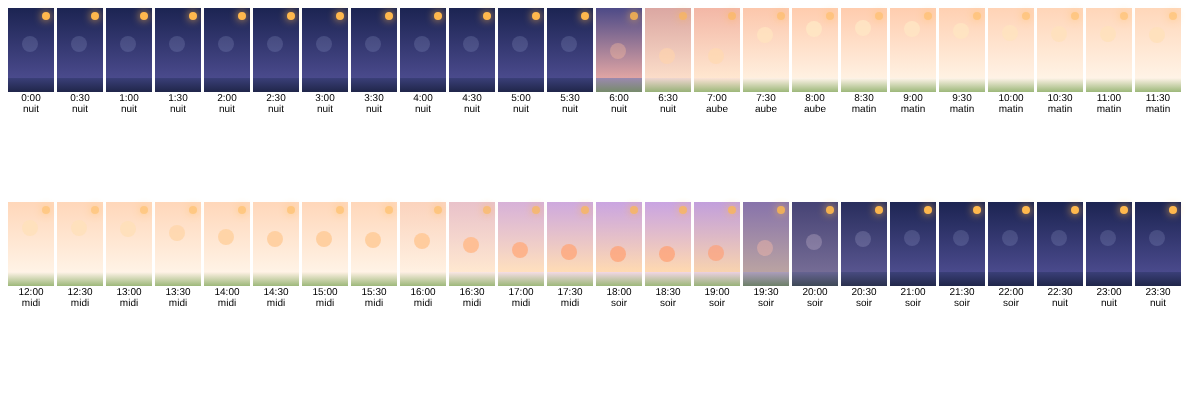 0:00 0:30 1:00 1:30 2:00 2:30 3:00 3:30 4:00 4:30 5:00 5:30 6:00 6:30 7:00 7:30 8:00 8:30 9:00 9:30 10:00 10:30 11:00 11:30
nuit nuit nuit nuit nuit nuit nuit nuit nuit nuit nuit nuit nuit nuit aube aube aube matin matin matin matin matin matin matin
12:00 12:30 13:00 13:30 14:00 14:30 15:00 15:30 16:00 16:30 17:00 17:30 18:00 18:30 19:00 19:30 20:00 20:30 21:00 21:30 22:00 22:30 23:00 23:30
midi midi midi midi midi midi midi midi midi midi midi midi soir soir soir soir soir soir soir soir soir nuit nuit nuit